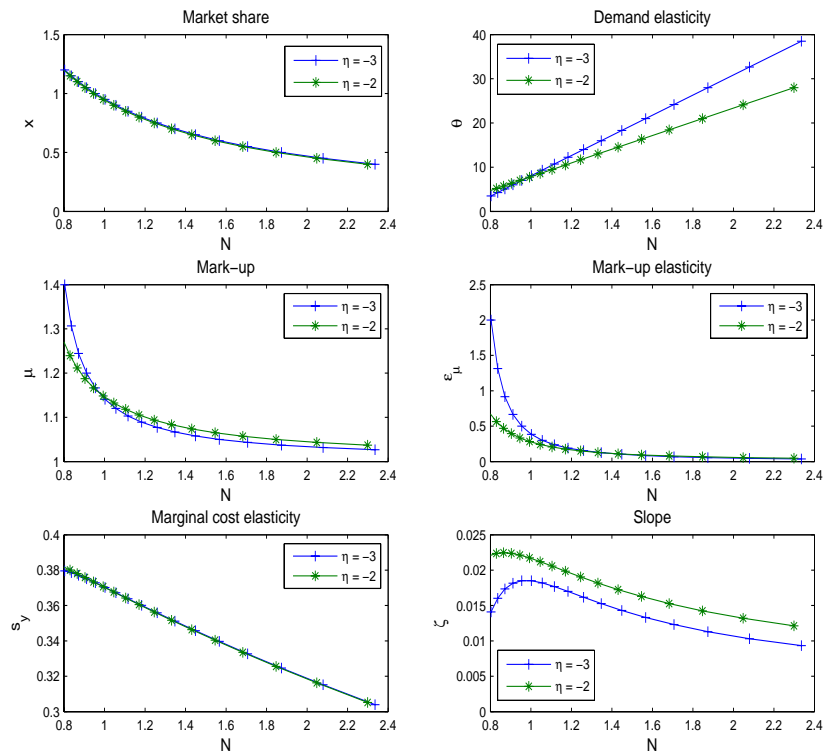 Market share
1.5
1
0.5
0
x
0.8 1 1.2 1.4 1.6 1.8 2 2.2 2.4
N
η = −3
η = −2
Demand elasticity
40
30
20
10
0
θ
0.8 1 1.2 1.4 1.6 1.8 2 2.2 2.4
N
η = −3
η = −2
Mark−up
1.4
1.3
1.2
1.1
1
μ
0.8 1 1.2 1.4 1.6 1.8 2 2.2 2.4
N
η = −3
η = −2
Mark−up elasticity
2.5
2
1.5
1
0.5
0
ε_μ
0.8 1 1.2 1.4 1.6 1.8 2 2.2 2.4
N
η = −3
η = −2
Marginal cost elasticity
0.4
0.38
0.36
0.34
0.32
0.3
s_y
0.8 1 1.2 1.4 1.6 1.8 2 2.2 2.4
N
η = −3
η = −2
Slope
0.025
0.02
0.015
0.01
0.005
0
ζ
0.8 1 1.2 1.4 1.6 1.8 2 2.2 2.4
N
η = −3
η = −2